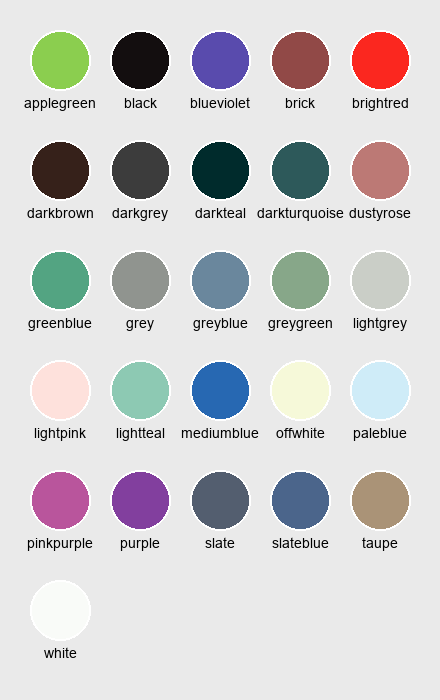 applegreen black blueviolet brick brightred
darkbrown darkgrey darkteal darkturquoise dustyrose
greenblue grey greyblue greygreen lightgrey
lightpink lightteal mediumblue offwhite paleblue
pinkpurple purple slate slateblue taupe
white